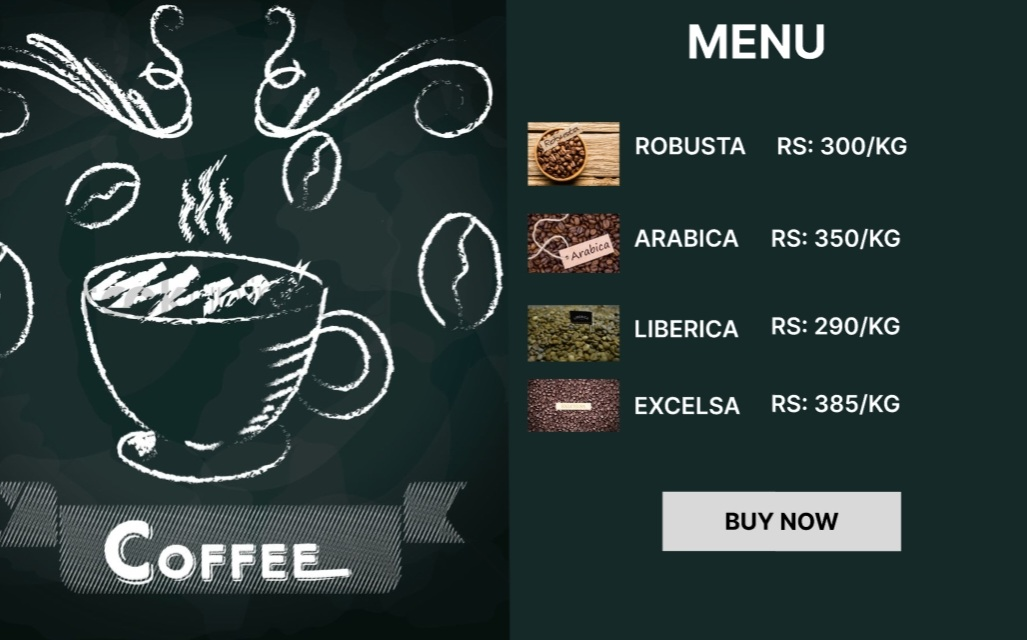 MENU
ROBUSTA RS: 300/KG
Arabica
ARABICA RS: 350/KG
LIBERICA RS: 290/KG
EXCELSA RS: 385/KG
BUY NOW
COFFEE